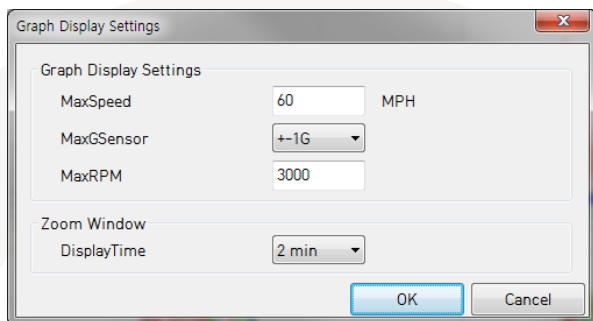 Graph Display Settings
Graph Display Settings
MaxSpeed 60 MPH
MaxGSensor +-1G
MaxRPM 3000
Zoom Window
DisplayTime 2 min
OK Cancel